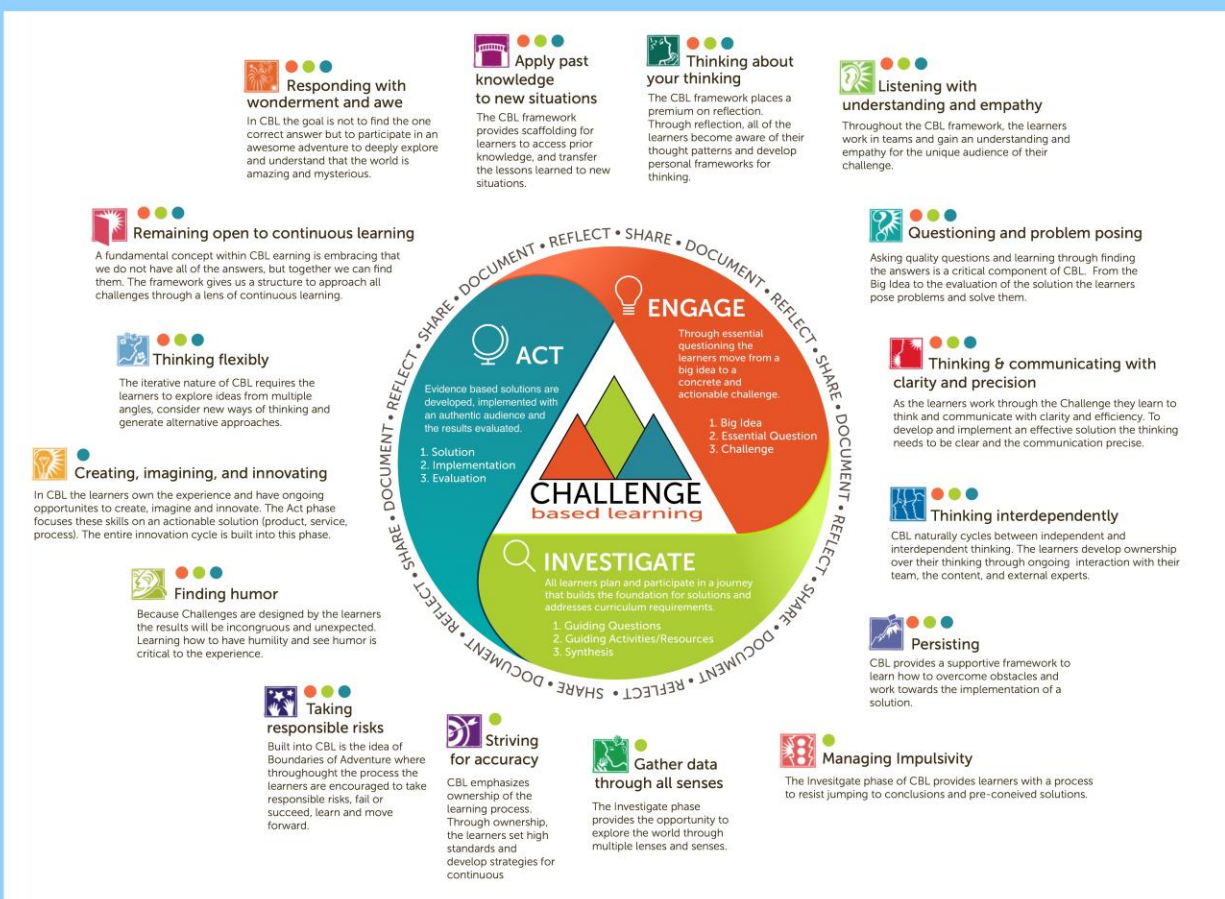 Responding with
wonderment and awe
In CBL the goal is not to find the one
correct answer but to participate in an
awesome adventure to deeply explore
and understand that the world is
amazing and mysterious.
Apply past
knowledge
to new situations
The CBL framework
provides scaffolding for
learners to access prior
knowledge, and transfer
the lessons learned to new
situations.
Thinking about
your thinking
The CBL framework places a
premium on reflection.
Through reflection, all of the
learners become aware of their
thought patterns and develop
personal frameworks for
thinking.
Listening with
understanding and empathy
Throughout the CBL framework, the learners
work in teams and gain an understanding and
empathy for the unique audience of their
challenge.
Remaining open to continuous learning
A fundamental concept within CBL earning is embracing that
we do not have all of the answers, but together we can find
them. The framework gives us a structure to approach all
challenges through a lens of continuous learning.
Questioning and problem posing
Asking quality questions and learning through finding
the answers is a critical component of CBL. From the
Big Idea to the evaluation of the solution the learners
pose problems and solve them.
Thinking flexibly
The iterative nature of CBL requires the
learners to explore ideas from multiple
angles, consider new ways of thinking and
generate alternative approaches.
Thinking & communicating with
clarity and precision
As the learners work through the Challenge they learn to
think and communicate with clarity and efficiency. To
develop and implement an effective solution the thinking
needs to be clear and the communication precise.
Creating, imagining, and innovating
In CBL the learners own the experience and have ongoing
opportunites to create, imagine and innovate. The Act phase
focuses these skills on an actionable solution (product, service,
process). The entire innovation cycle is built into this phase.
Thinking interdependently
CBL naturally cycles between independent and
interdependent thinking. The learners develop ownership
over their thinking through ongoing interaction with their
team, the content, and external experts.
Finding humor
Because Challenges are designed by the learners
the results will be incongruous and unexpected.
Learning how to have humility and see humor is
critical to the experience.
Persisting
CBL provides a supportive framework to
learn how to overcome obstacles and
work towards the implementation of a
solution.
Taking
responsible risks
Built into CBL is the idea of
Boundaries of Adventure where
throughought the process the
learners are encouraged to take
responsible risks, fail or
succeed, learn and move
forward.
Striving
for accuracy
CBL emphasizes
ownership of the
learning process.
Through ownership,
the learners set high
standards and
develop strategies for
continuous
Gather data
through all senses
The Investigate phase
provides the opportunity to
explore the world through
multiple lenses and senses.
Managing Impulsivity
The Invesitgate phase of CBL provides learners with a process
to resist jumping to conclusions and pre-coneived solutions.
REFLECT • SHARE • DOCUMENT • REFLECT • SHARE • DOCUMENT • REFLECT • SHARE • DOCUMENT • REFLECT • SHARE • DOCUMENT • REFLECT • SHARE • DOCUMENT • REFLECT • SHARE • DOCUMENT •
ENGAGE
Through essential
questioning the
learners move from a
big idea to a
concrete and
actionable challenge.
1. Big Idea
2. Essential Question
3. Challenge
ACT
Evidence based solutions are
developed, implemented with
an authentic audience and
the results evaluated.
1. Solution
2. Implementation
3. Evaluation
CHALLENGE
based learning
INVESTIGATE
All learners plan and participate in a journey
that builds the foundation for solutions and
addresses curriculum requirements.
1. Guiding Questions
2. Guiding Activities/Resources
3. Synthesis